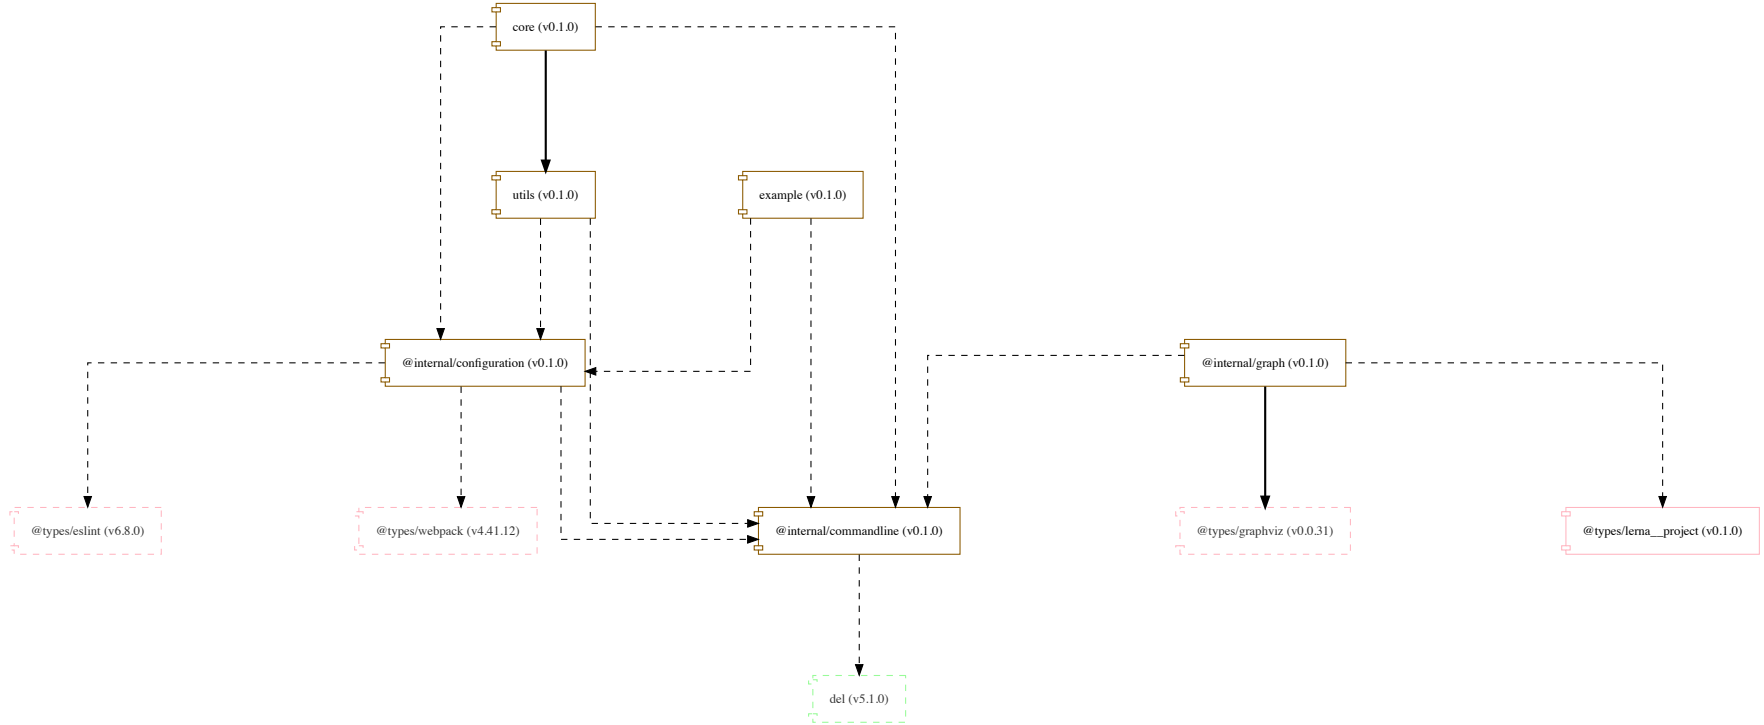 core (v0.1.0)
utils (v0.1.0)
example (v0.1.0)
@internal/configuration (v0.1.0)
@internal/graph (v0.1.0)
@types/eslint (v6.8.0)
@types/webpack (v4.41.12)
@internal/commandline (v0.1.0)
@types/graphviz (v0.0.31)
@types/lerna__project (v0.1.0)
del (v5.1.0)